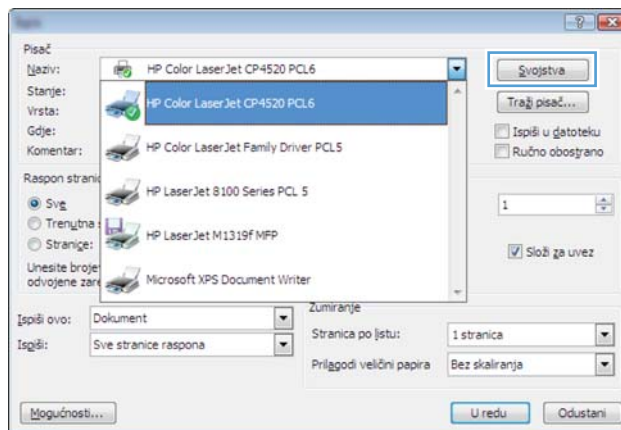 Pisač
Naziv: HP Color LaserJet CP4520 PCL6 Svojstva
Stanje: HP Color LaserJet CP4520 PCL6 Traži pisač...
Vrsta:
Gdje: Ispiši u datoteku
Komentar: HP Color LaserJet Family Driver PCL5 Ručno obostrano
Raspon stranic
HP LaserJet 8100 Series PCL 5
Sve 1
Trenutna s
HP LaserJet M1319f MFP
Stranice: Složi za uvez
Unesite brojev
odvojene zare Microsoft XPS Document Writer
Ispiši ovo: Dokument Zumiranje
Ispiši: Sve stranice raspona Stranica po listu: 1 stranica
Prilagodi veličini papira Bez skaliranja
Mogućnosti... U redu Odustani